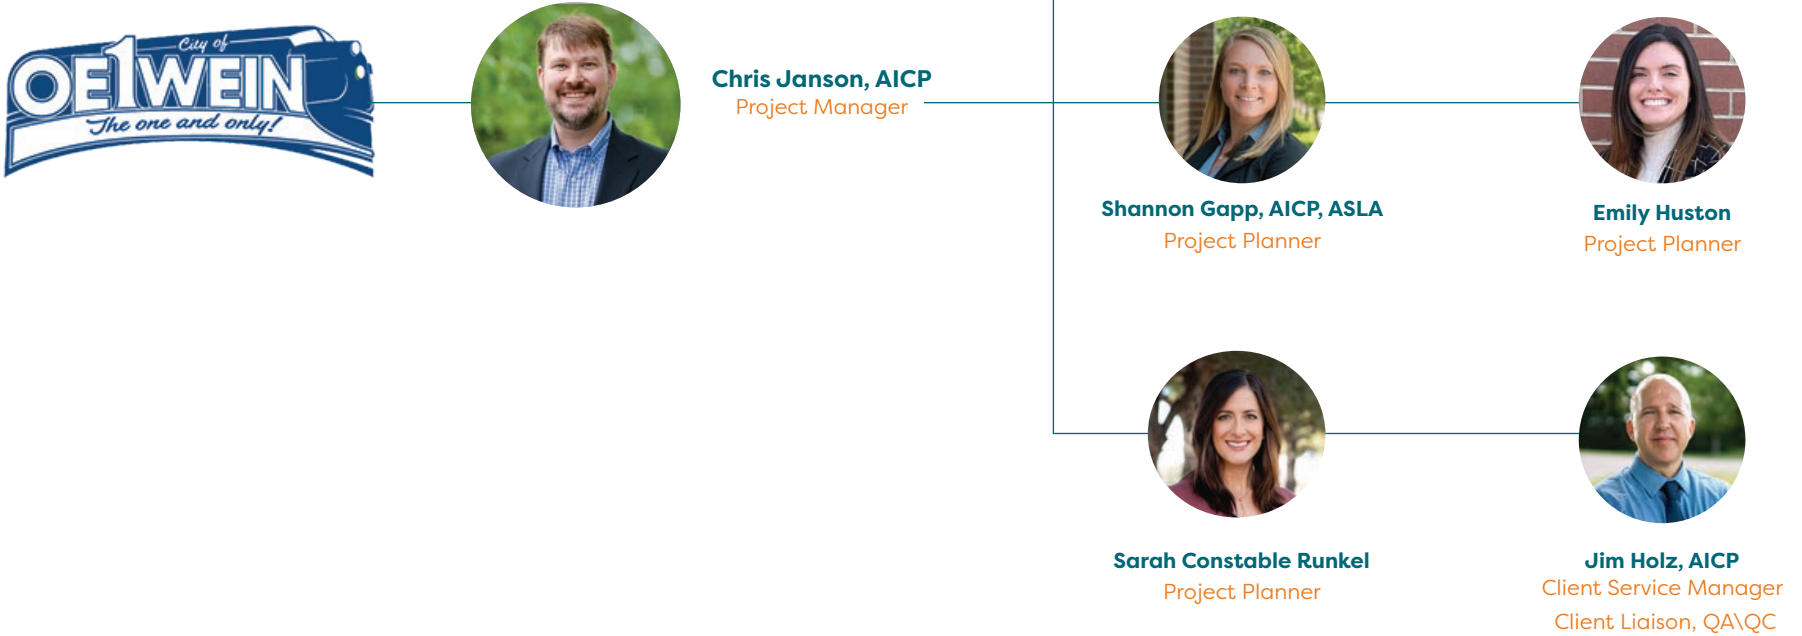 City of
OE1WEIN
The one and only!
Chris Janson, AICP
Project Manager
Shannon Gapp, AICP, ASLA
Project Planner
Emily Huston
Project Planner
Sarah Constable Runkel
Project Planner
Jim Holz, AICP
Client Service Manager
Client Liaison, QA\QC